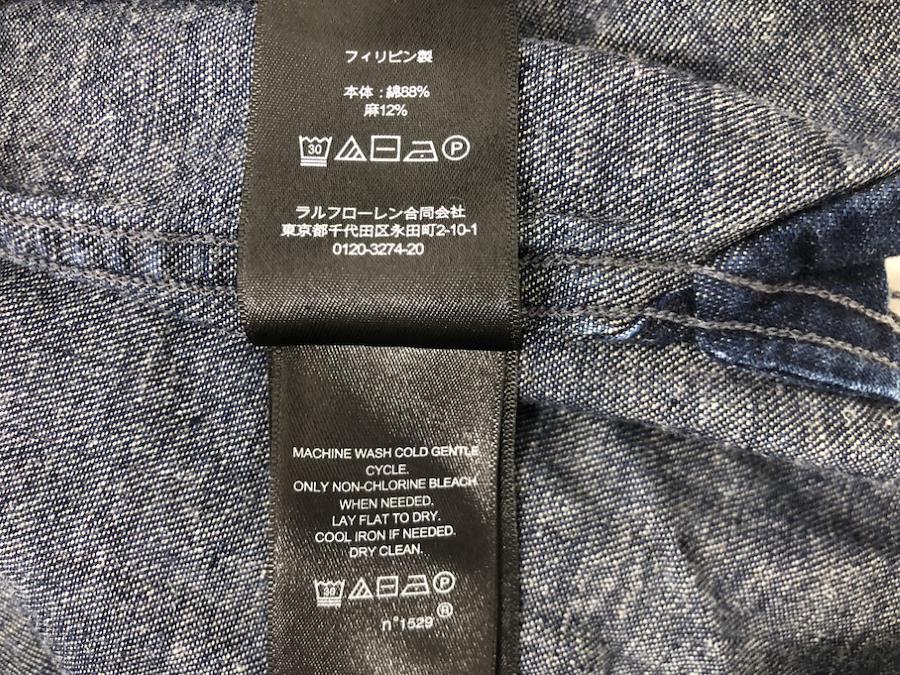 フィリピン製
本体:綿88%
麻12%
30 P
ラルフローレン合同会社
東京都千代田区永田町2-10-1
0120-3274-20
MACHINE WASH COLD GENTLE
CYCLE.
ONLY NON-CHLORINE BLEACH
WHEN NEEDED.
LAY FLAT TO DRY.
COOL IRON IF NEEDED.
DRY CLEAN.
30 P
®
n°1529